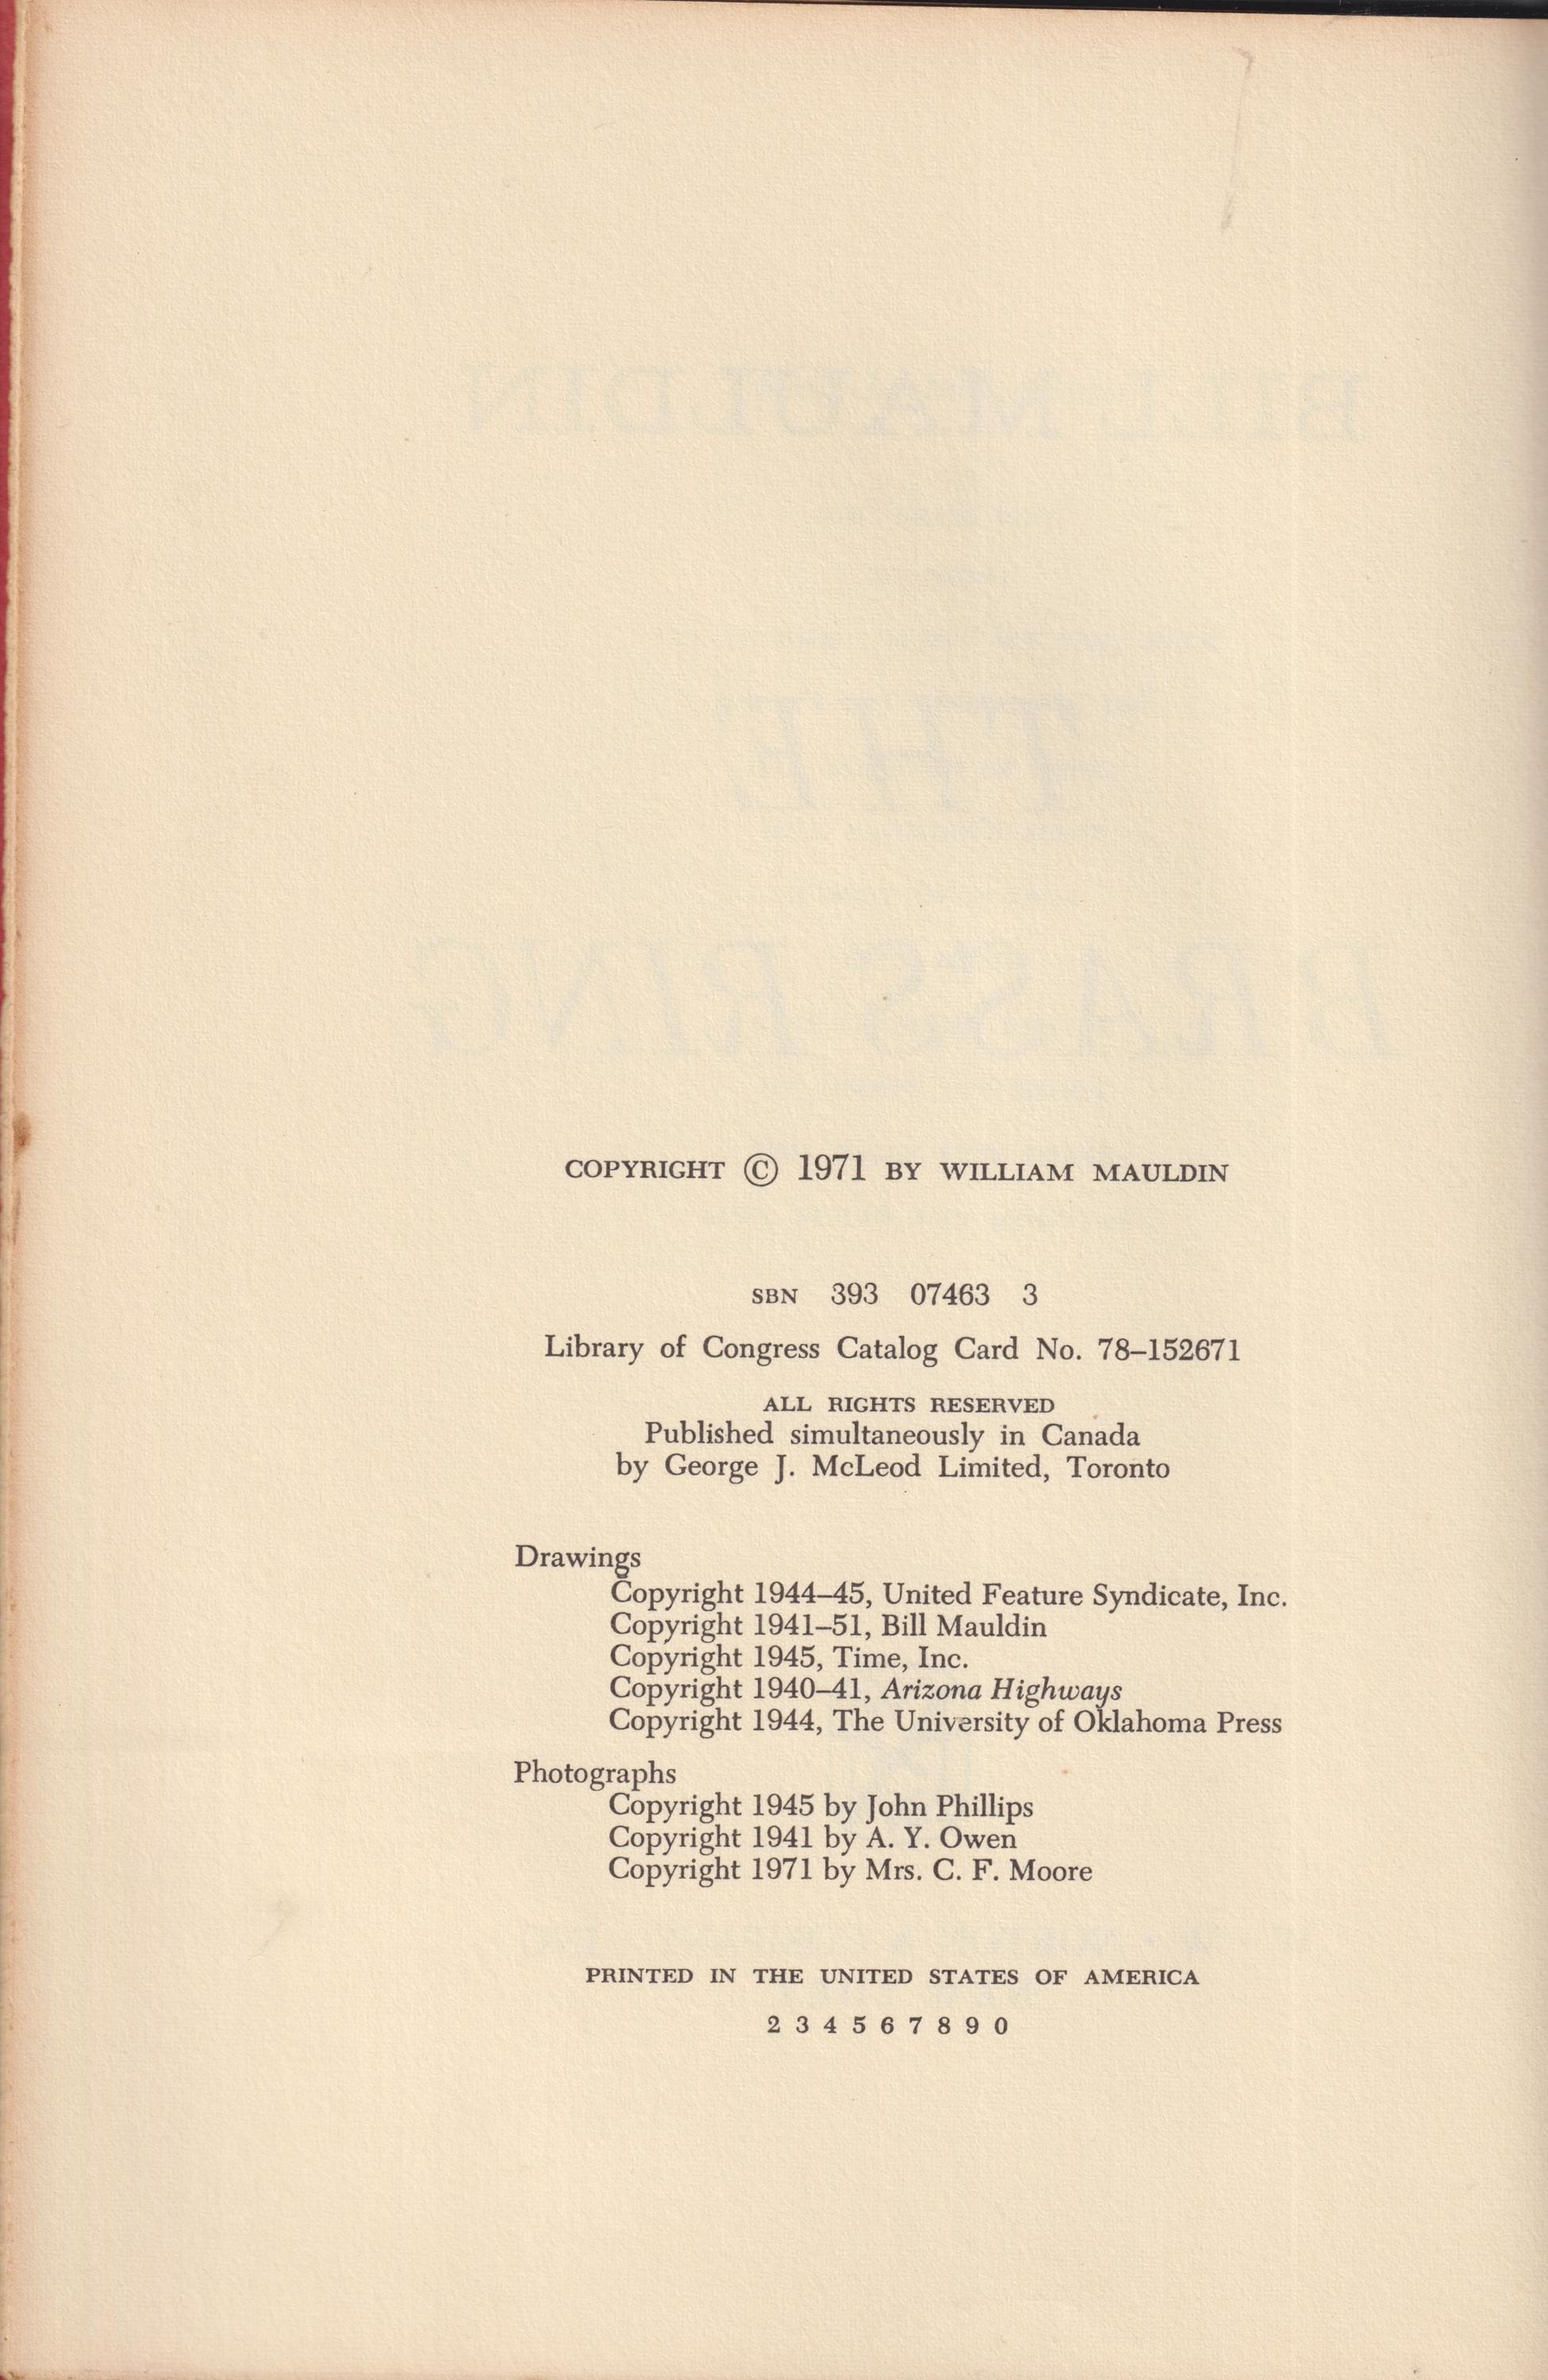 COPYRIGHT © 1971 BY WILLIAM MAULDIN
SBN 393 07463 3
Library of Congress Catalog Card No. 78–152671
ALL RIGHTS RESERVED
Published simultaneously in Canada
by George J. McLeod Limited, Toronto
Drawings
Copyright 1944–45, United Feature Syndicate, Inc.
Copyright 1941–51, Bill Mauldin
Copyright 1945, Time, Inc.
Copyright 1940–41, Arizona Highways
Copyright 1944, The University of Oklahoma Press
Photographs
Copyright 1945 by John Phillips
Copyright 1941 by A. Y. Owen
Copyright 1971 by Mrs. C. F. Moore
PRINTED IN THE UNITED STATES OF AMERICA
2 3 4 5 6 7 8 9 0